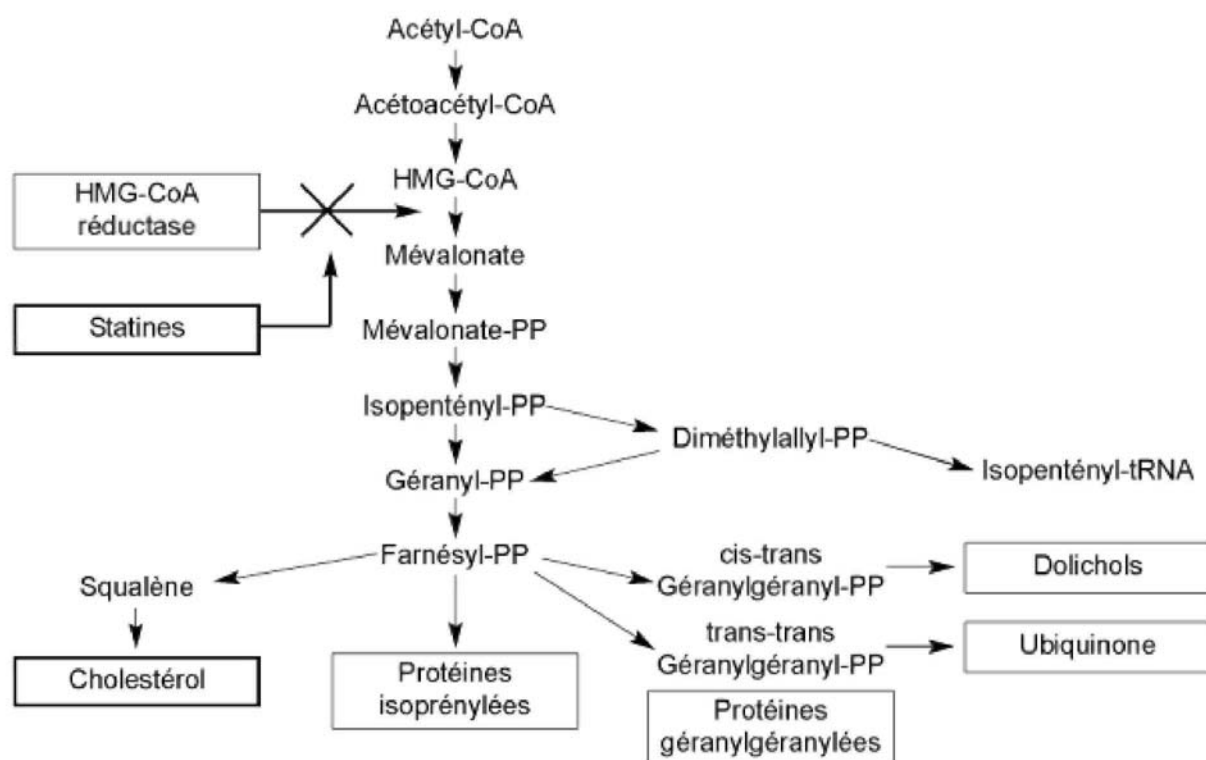 Acétyl-CoA
Acétoacétyl-CoA
HMG-CoA
HMG-CoA
réductase
Mévalonate
Statines
Mévalonate-PP
Isopentényl-PP
Diméthylallyl-PP
Isopentényl-tRNA
Géranyl-PP
Farnésyl-PP
cis-trans
Géranylgéranyl-PP
Dolichols
Squalène
trans-trans
Géranylgéranyl-PP
Ubiquinone
Cholestérol
Protéines
isoprénylées
Protéines
géranylgéranylées